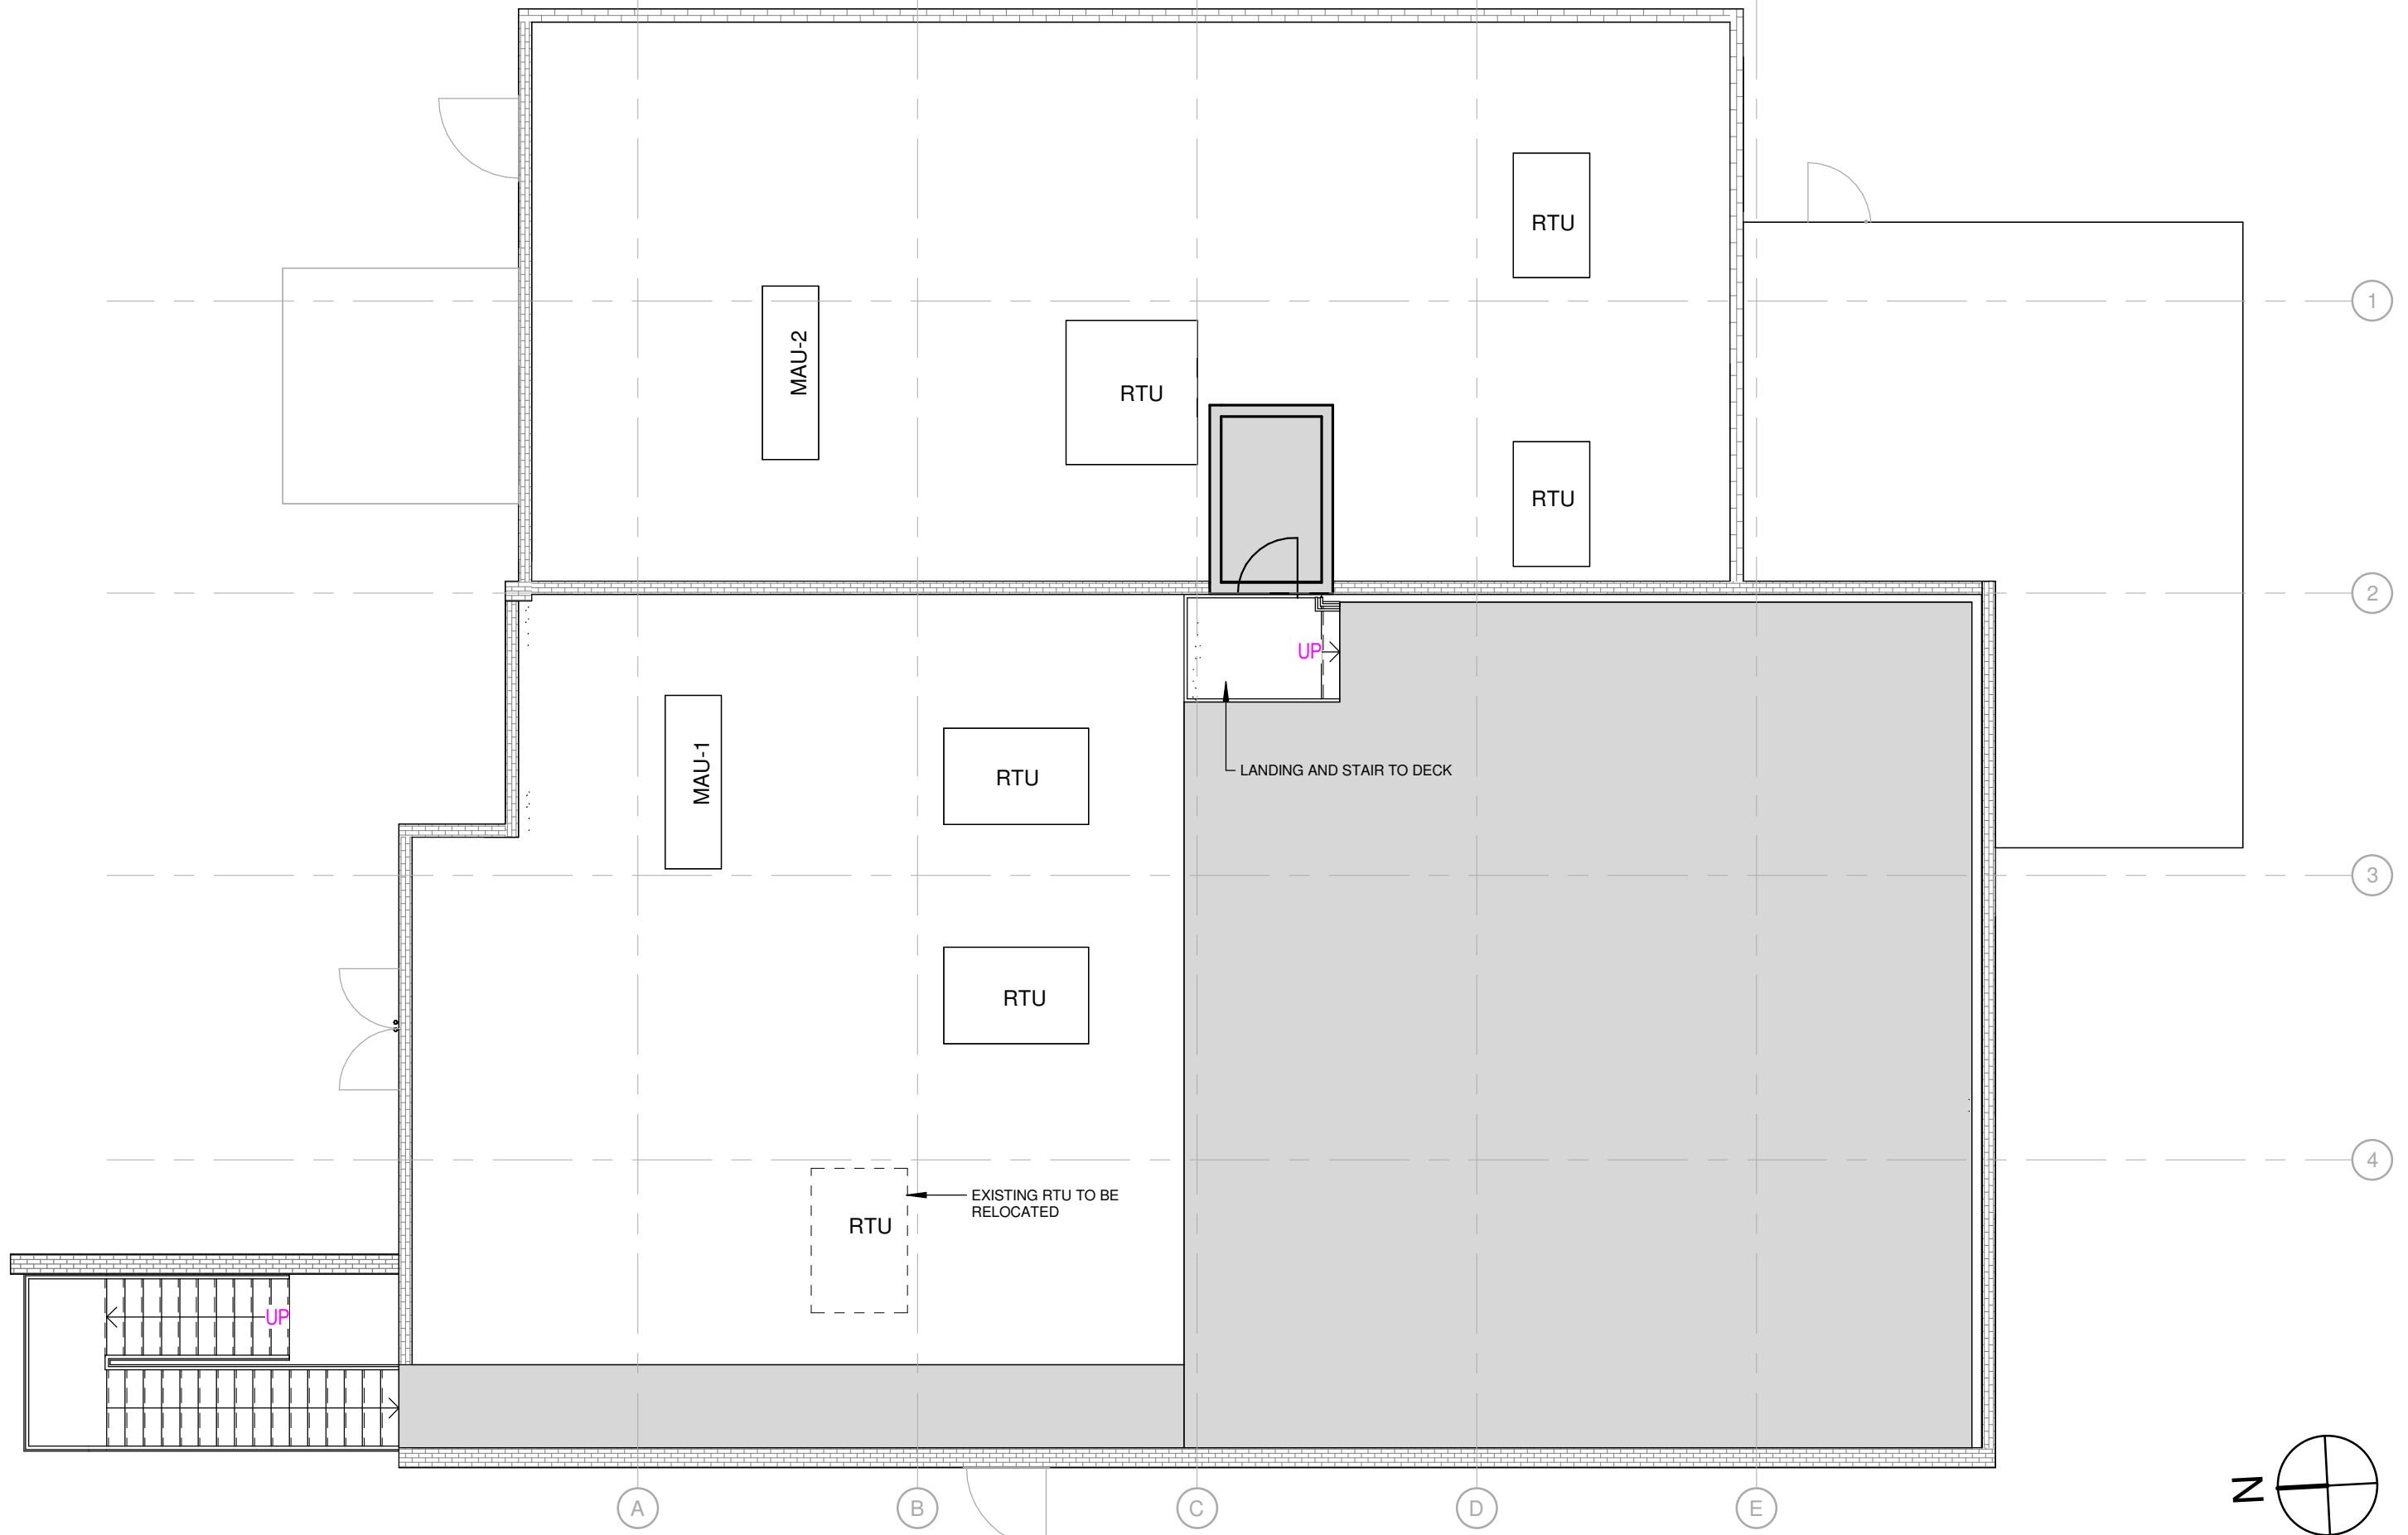 RTU
1
MAU-2
RTU
RTU
2
UP
MAU-1
RTU
LANDING AND STAIR TO DECK
3
RTU
4
EXISTING RTU TO BE
RELOCATED
RTU
UP
A
B
C
D
E
N